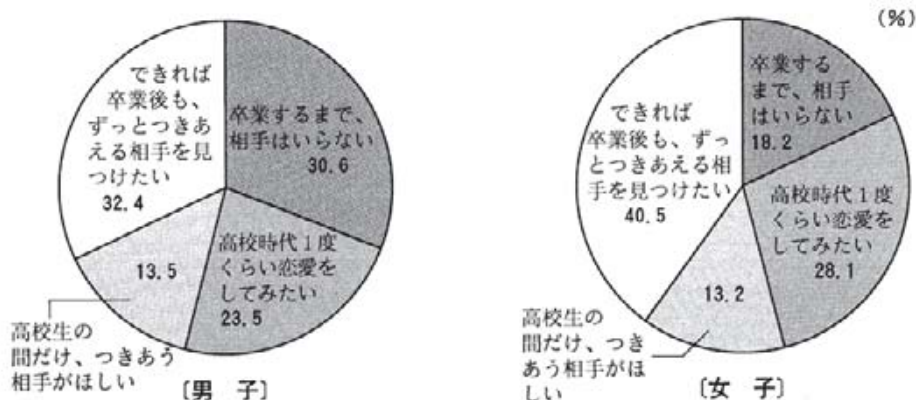 (%)
できれば
卒業後も、
ずっとつきあ
える相手を見
つけたい
32.4
卒業するまで、
相手はいらない
30.6
高校時代1度
くらい恋愛を
してみたい
23.5
13.5
高校生の
間だけ、つきあう
相手がほしい
〔男 子〕
できれば
卒業後も、ずっ
とつきあえる相
手を見つけたい
40.5
卒業する
まで、相手
はいらない
18.2
高校時代1度
くらい恋愛を
してみたい
28.1
13.2
高校生の
間だけ、つき
あう相手がほ
しい
〔女 子〕